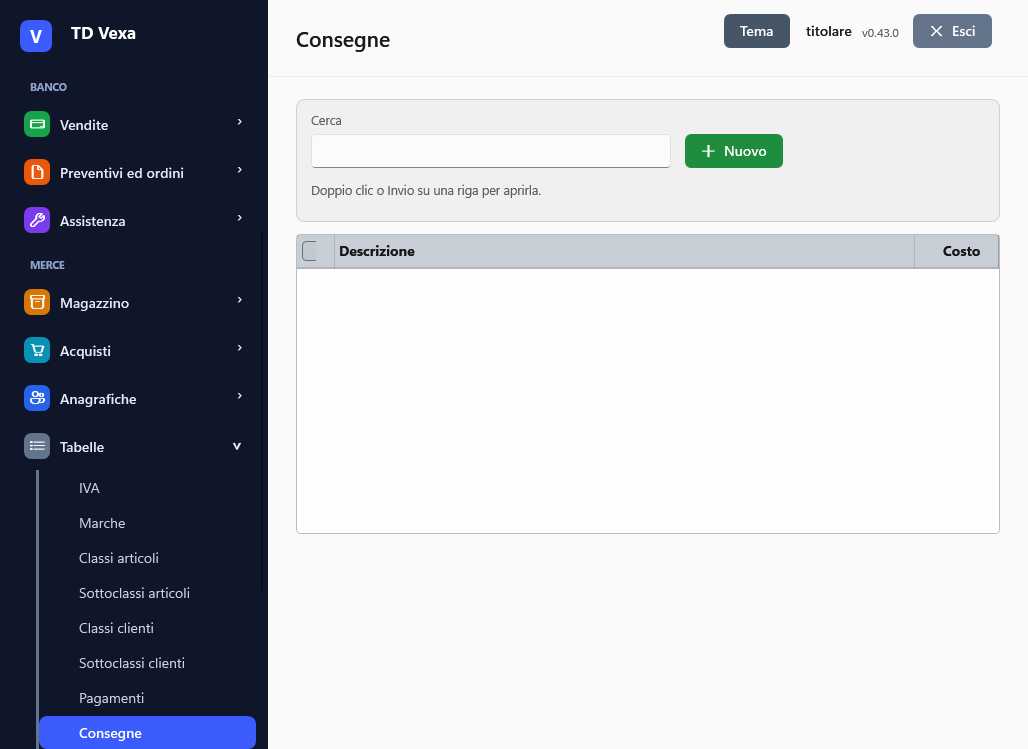 V
TD Vexa
BANCO
Vendite
Preventivi ed ordini
Assistenza
MERCE
Magazzino
Acquisti
Anagrafiche
Tabelle
IVA
Marche
Classi articoli
Sottoclassi articoli
Classi clienti
Sottoclassi clienti
Pagamenti
Consegne
Consegne
Tema
titolare v0.43.0
Esci
Cerca
Nuovo
Doppio clic o Invio su una riga per aprirla.
Descrizione Costo